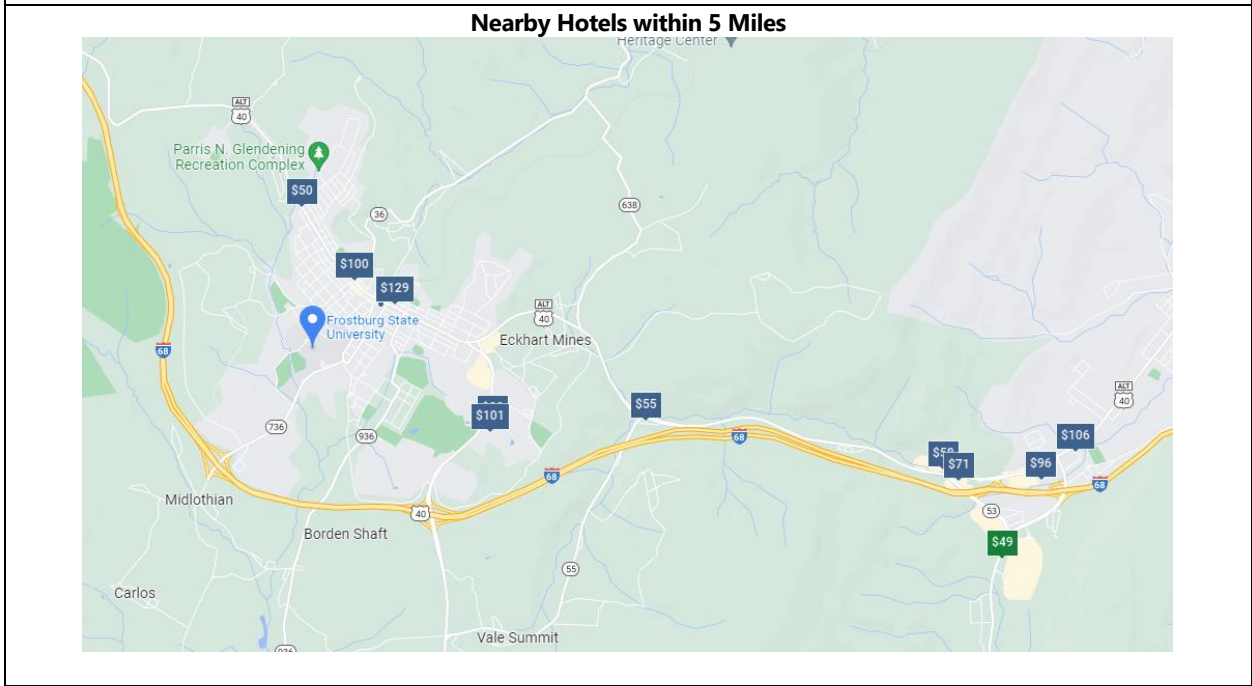 Nearby Hotels within 5 Miles
Heritage Center
ALT
40
Parris N. Glendening
Recreation Complex
$50
36
638
$100
$129
Frostburg State
University
ALT
40
Eckhart Mines
68
ALT
40
$101
$55
736
936
68
$106
$71
$96
68
68
Midlothian
40
53
Borden Shaft
$49
55
Carlos
Vale Summit
936